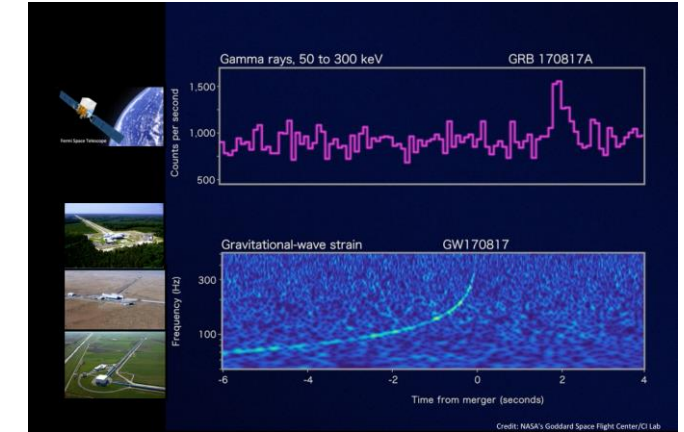 Gamma rays, 50 to 300 keV GRB 170817A
Counts per second
1,500
1,000
500
Fermi Space Telescope
Gravitational-wave strain GW170817
Frequency (Hz)
300
100
-6 -4 -2 0 2 4
Time from merger (seconds)
Credit: NASA's Goddard Space Flight Center/CI Lab